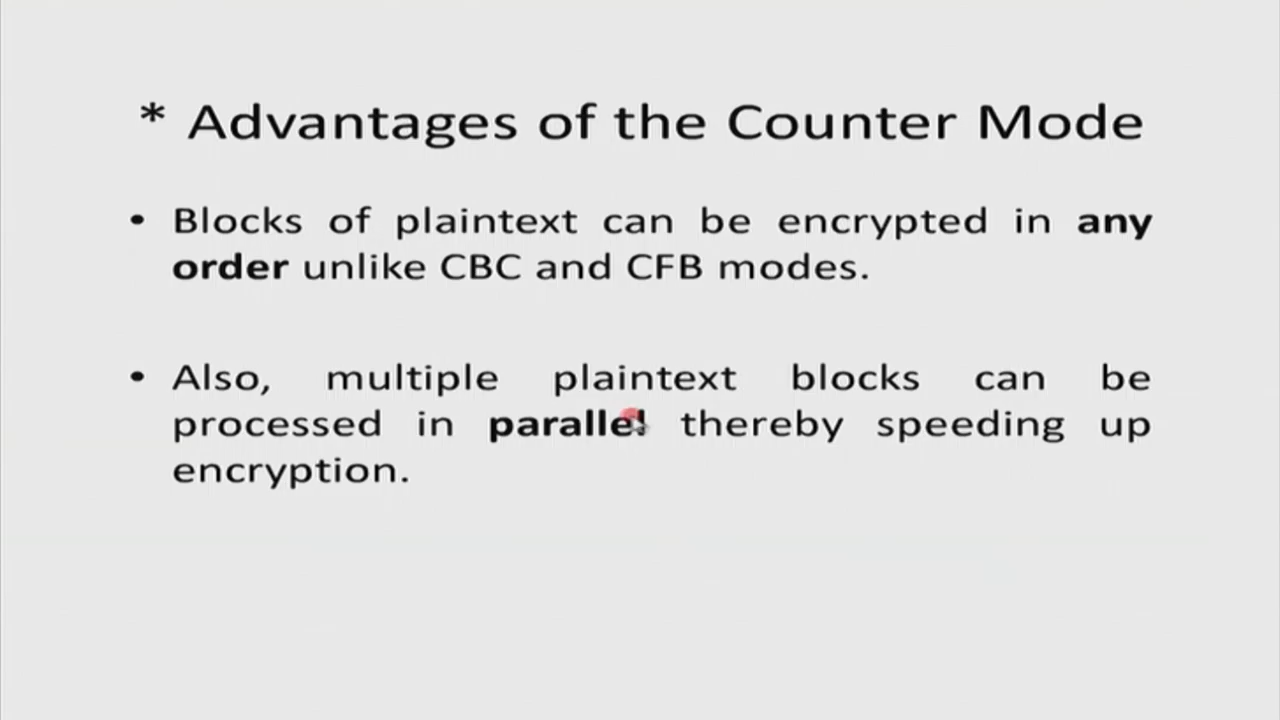 * Advantages of the Counter Mode
• Blocks of plaintext can be encrypted in any
order unlike CBC and CFB modes.
• Also, multiple plaintext blocks can be
processed in parallel thereby speeding up
encryption.